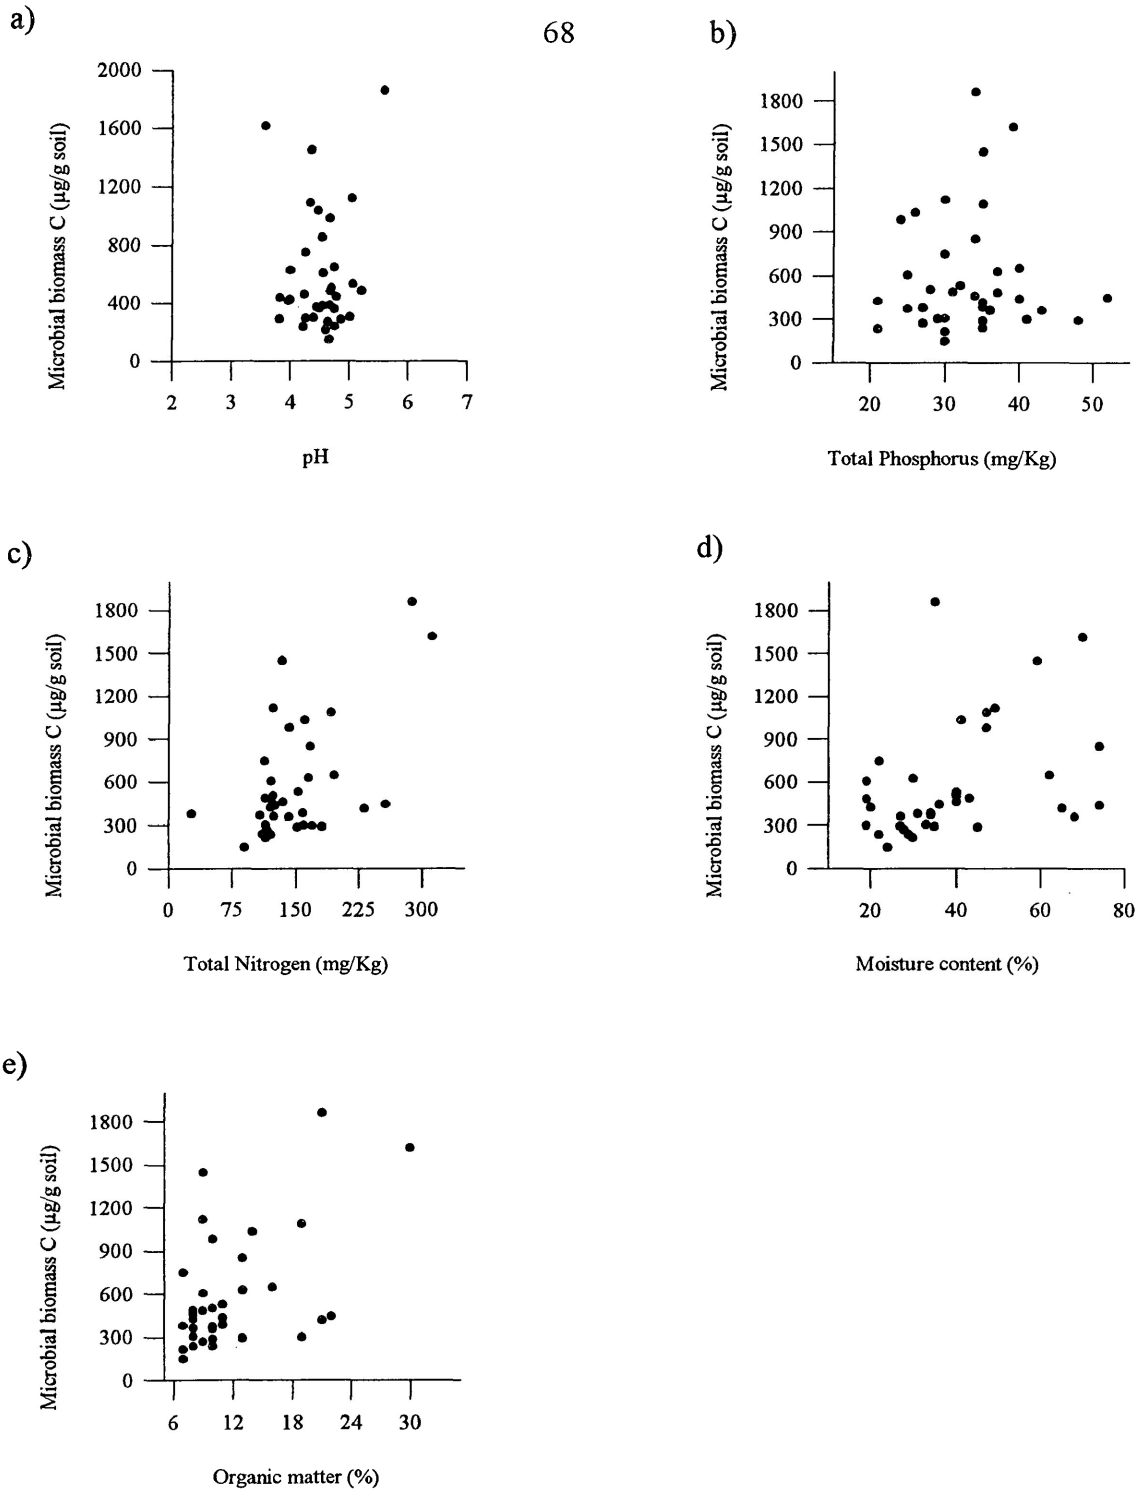 a)
68
b)
2000
1600
1200
800
400
0
Microbial biomass C (µg/g soil)
2 3 4 5 6 7
pH
1800
1500
1200
900
600
300
0
Microbial biomass C (µg/g soil)
20 30 40 50
Total Phosphorus (mg/Kg)
c)
1800
1500
1200
900
600
300
0
Microbial biomass C (µg/g soil)
0 75 150 225 300
Total Nitrogen (mg/Kg)
d)
1800
1500
1200
900
600
300
0
Microbial biomass C (µg/g soil)
20 40 60 80
Moisture content (%)
e)
1800
1500
1200
900
600
300
0
Microbial biomass C (µg/g soil)
6 12 18 24 30
Organic matter (%)